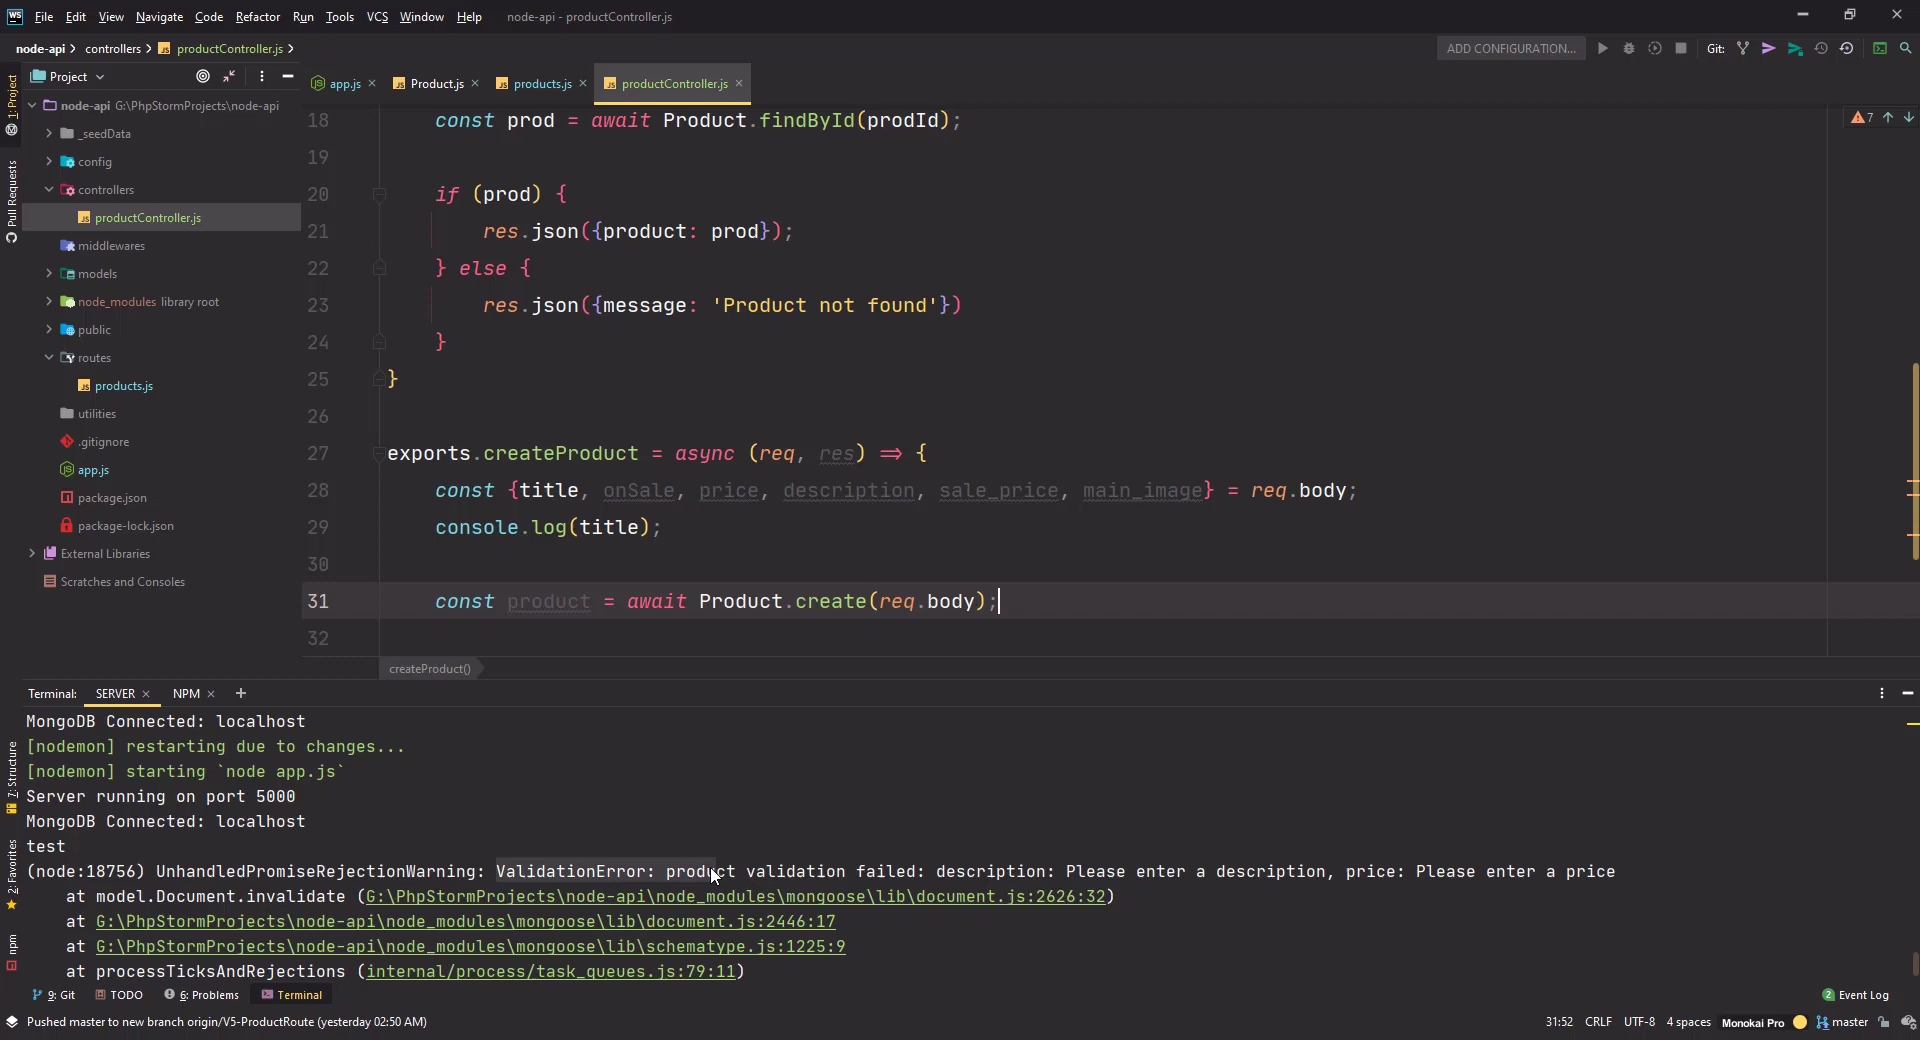 WS File Edit View Navigate Code Refactor Run Tools VCS Window Help node-api - productController.js
node-api controllers productController.js ADD CONFIGURATION... Git:
Project app.js Product.js products.js productController.js
1: Project
Pull Requests
7: Structure
2: Favorites
npm
node-api G:\PhpStormProjects\node-api
_seedData
config
controllers
productController.js
middlewares
models
node_modules library root
public
routes
products.js
utilities
.gitignore
app.js
package.json
package-lock.json
External Libraries
Scratches and Consoles
7
18 const prod = await Product.findById(prodId);
19
20 if (prod) {
21 res.json({product: prod});
22 } else {
23 res.json({message: 'Product not found'})
24 }
25 }
26
27 exports.createProduct = async (req, res) => {
28 const {title, onSale, price, description, sale_price, main_image} = req.body;
29 console.log(title);
30
31 const product = await Product.create(req.body);
32
createProduct()
Terminal: SERVER NPM
MongoDB Connected: localhost
[nodemon] restarting due to changes...
[nodemon] starting `node app.js`
Server running on port 5000
MongoDB Connected: localhost
test
(node:18756) UnhandledPromiseRejectionWarning: ValidationError: product validation failed: description: Please enter a description, price: Please enter a price
at model.Document.invalidate (G:\PhpStormProjects\node-api\node_modules\mongoose\lib\document.js:2626:32)
at G:\PhpStormProjects\node-api\node_modules\mongoose\lib\document.js:2446:17
at G:\PhpStormProjects\node-api\node_modules\mongoose\lib\schematype.js:1225:9
at processTicksAndRejections (internal/process/task_queues.js:79:11)
9: Git TODO 6: Problems Terminal 2 Event Log
Pushed master to new branch origin/V5-ProductRoute (yesterday 02:50 AM) 31:52 CRLF UTF-8 4 spaces Monokai Pro master